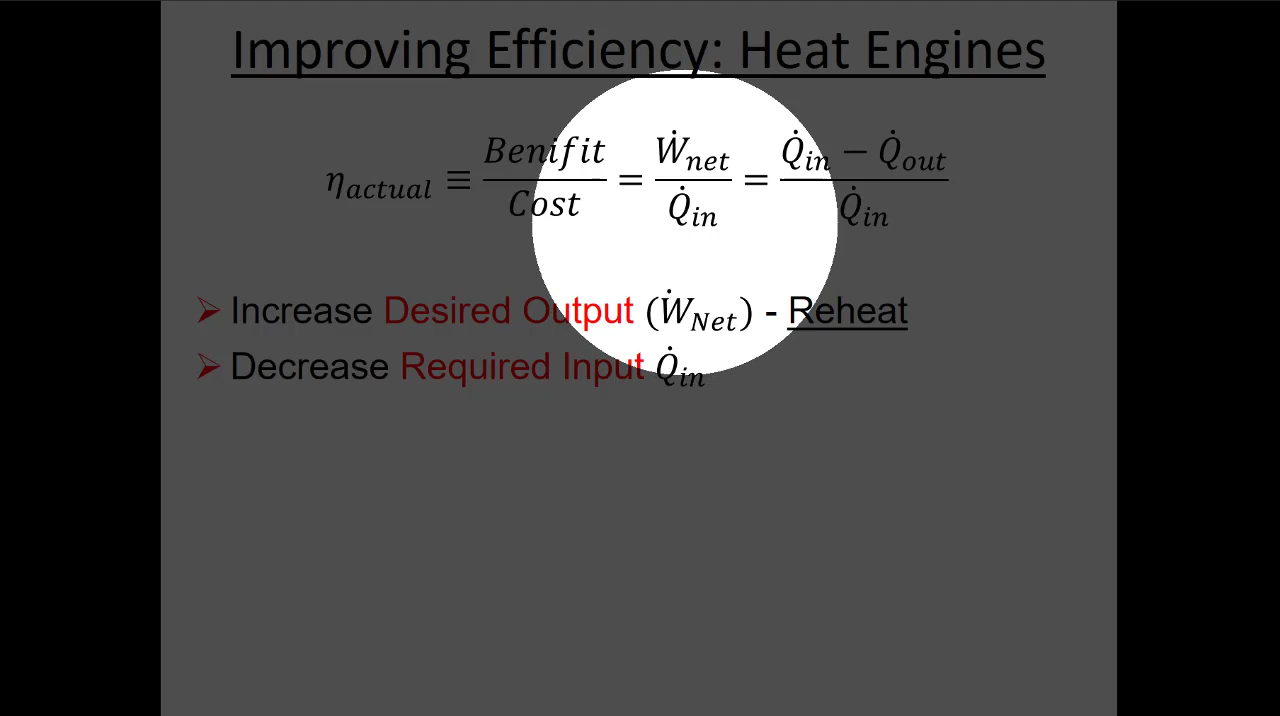 Improving Efficiency: Heat Engines
η_actual ≡ Benifit/Cost = Ẇ_net/Q̇_in = (Q̇_in − Q̇_out)/Q̇_in
➢ Increase Desired Output (Ẇ_Net) - Reheat
➢ Decrease Required Input Q̇_in